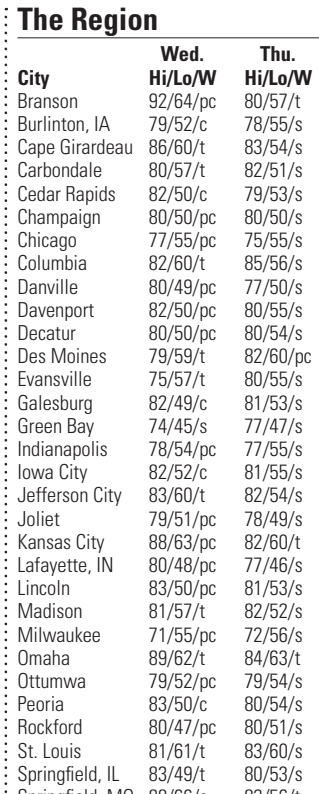 The Region
Wed. Thu.
City Hi/Lo/W Hi/Lo/W
Branson 92/64/pc 80/57/t
Burlinton, IA 79/52/c 78/55/s
Cape Girardeau 86/60/t 83/54/s
Carbondale 80/57/t 82/51/s
Cedar Rapids 82/50/c 79/53/s
Champaign 80/50/pc 80/50/s
Chicago 77/55/pc 75/55/s
Columbia 82/60/t 85/56/s
Danville 80/49/pc 77/50/s
Davenport 82/50/pc 80/55/s
Decatur 80/50/pc 80/54/s
Des Moines 79/59/t 82/60/pc
Evansville 75/57/t 80/55/s
Galesburg 82/49/c 81/53/s
Green Bay 74/45/s 77/47/s
Indianapolis 78/54/pc 77/55/s
Iowa City 82/52/c 81/55/s
Jefferson City 83/60/t 82/54/s
Joliet 79/51/pc 78/49/s
Kansas City 88/63/pc 82/60/t
Lafayette, IN 80/48/pc 77/46/s
Lincoln 83/50/pc 81/53/s
Madison 81/57/t 82/52/s
Milwaukee 71/55/pc 72/56/s
Omaha 89/62/t 84/63/t
Ottumwa 79/52/pc 79/54/s
Peoria 83/50/c 80/54/s
Rockford 80/47/pc 80/51/s
St. Louis 81/61/t 83/60/s
Springfield, IL 83/49/t 80/53/s
Springfield, MO